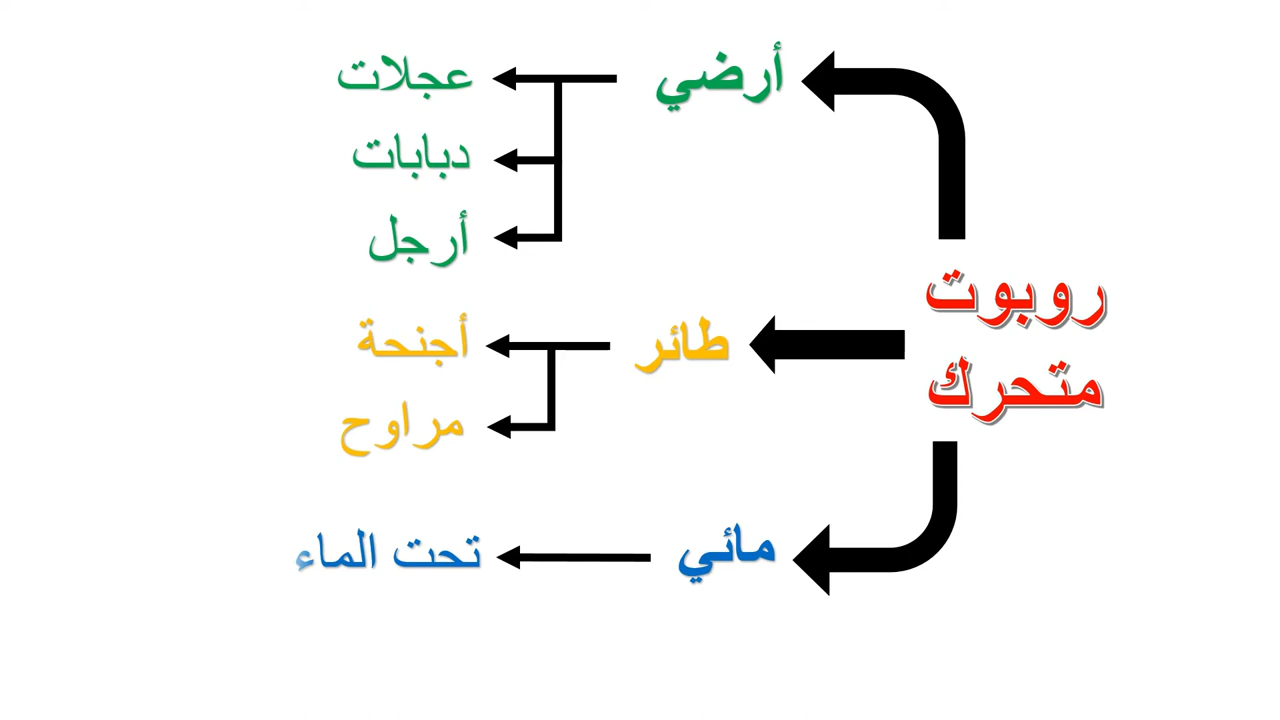 روبوت
متحرك
أرضي
عجلات
دبابات
أرجل
طائر
أجنحة
مراوح
مائي
تحت الماء